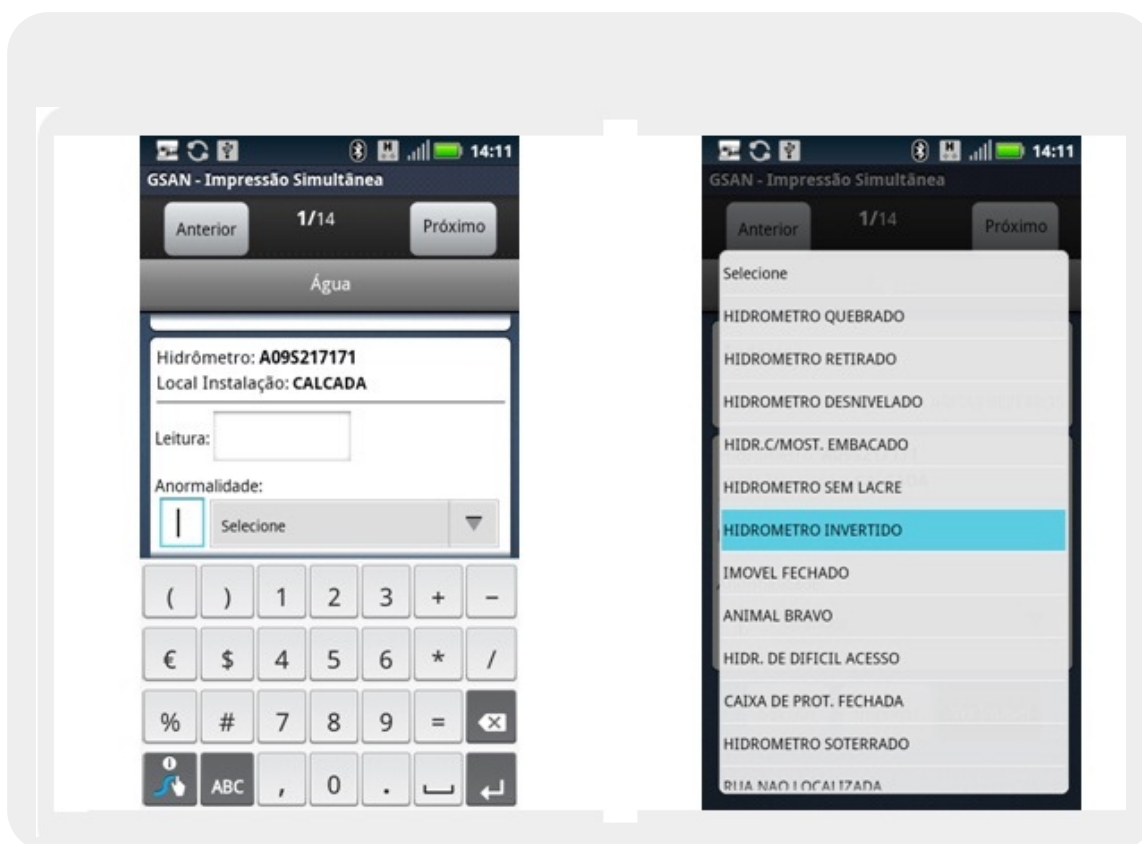 14:11
GSAN - Impressão Simultânea
Anterior
1/14
Próximo
Água
Hidrômetro: A09S217171
Local Instalação: CALCADA
Leitura:
Anormalidade:
Selecione
( ) 1 2 3 + −
€ $ 4 5 6 * /
% # 7 8 9 =
ABC , 0 .
14:11
GSAN - Impressão Simultânea
Anterior
1/14
Próximo
Selecione
HIDROMETRO QUEBRADO
HIDROMETRO RETIRADO
HIDROMETRO DESNIVELADO
HIDR.C/MOST. EMBACADO
HIDROMETRO SEM LACRE
HIDROMETRO INVERTIDO
IMOVEL FECHADO
ANIMAL BRAVO
HIDR. DE DIFICIL ACESSO
CAIXA DE PROT. FECHADA
HIDROMETRO SOTERRADO
RUA NAO LOCALIZADA